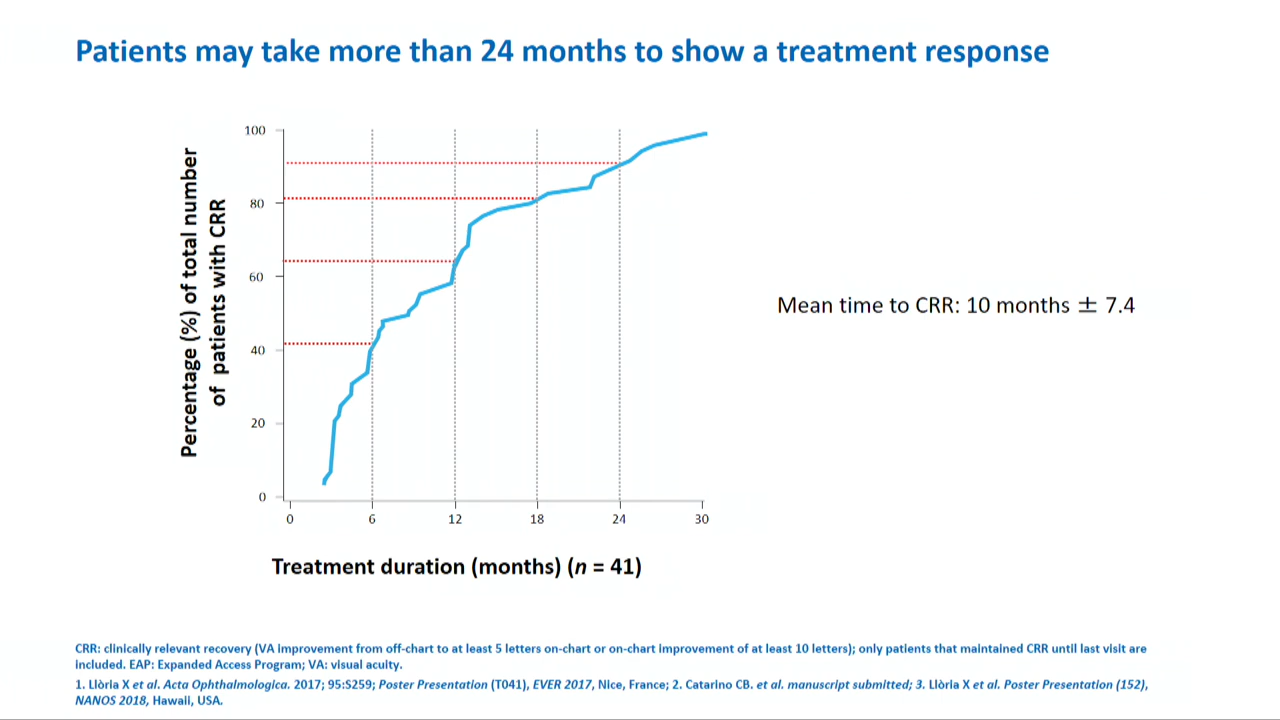 Patients may take more than 24 months to show a treatment response
Percentage (%) of total number
of patients with CRR
100
80
60
40
20
0
0 6 12 18 24 30
Treatment duration (months) (n = 41)
Mean time to CRR: 10 months ± 7.4
CRR: clinically relevant recovery (VA improvement from off-chart to at least 5 letters on-chart or on-chart improvement of at least 10 letters); only patients that maintained CRR until last visit are
included. EAP: Expanded Access Program; VA: visual acuity.
1. Llòria X et al. Acta Ophthalmologica. 2017; 95:S259; Poster Presentation (T041), EVER 2017, Nice, France; 2. Catarino CB. et al. manuscript submitted; 3. Llòria X et al. Poster Presentation (152),
NANOS 2018, Hawaii, USA.